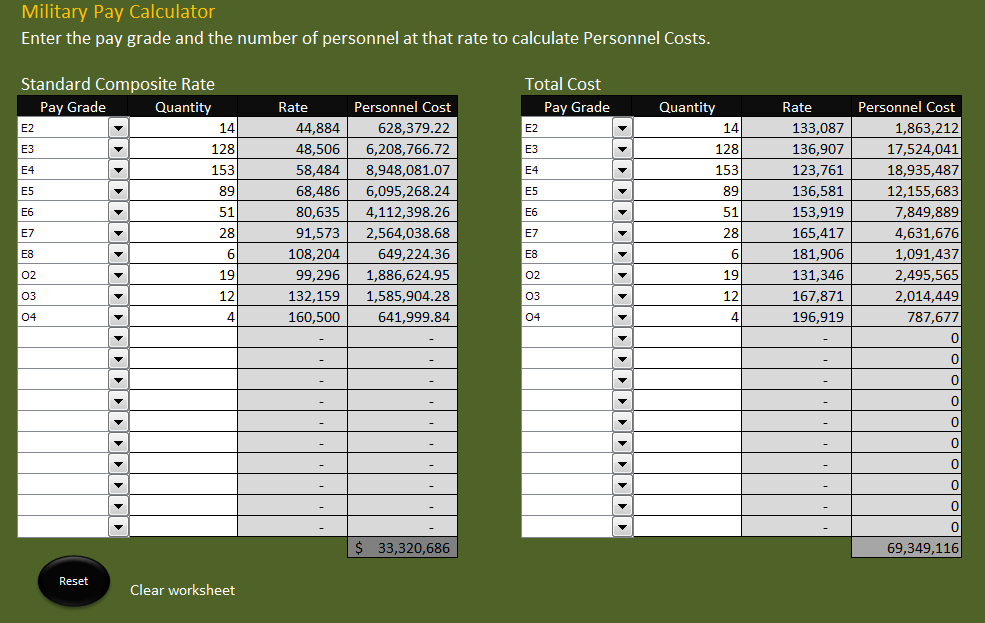 Military Pay Calculator
Enter the pay grade and the number of personnel at that rate to calculate Personnel Costs.
Standard Composite Rate
Pay Grade Quantity Rate Personnel Cost
E2 14 44,884 628,379.22
E3 128 48,506 6,208,766.72
E4 153 58,484 8,948,081.07
E5 89 68,486 6,095,268.24
E6 51 80,635 4,112,398.26
E7 28 91,573 2,564,038.68
E8 6 108,204 649,224.36
O2 19 99,296 1,886,624.95
O3 12 132,159 1,585,904.28
O4 4 160,500 641,999.84
- -
- -
- -
- -
- -
- -
- -
- -
- -
- -
$ 33,320,686
Total Cost
Pay Grade Quantity Rate Personnel Cost
E2 14 133,087 1,863,212
E3 128 136,907 17,524,041
E4 153 123,761 18,935,487
E5 89 136,581 12,155,683
E6 51 153,919 7,849,889
E7 28 165,417 4,631,676
E8 6 181,906 1,091,437
O2 19 131,346 2,495,565
O3 12 167,871 2,014,449
O4 4 196,919 787,677
- 0
- 0
- 0
- 0
- 0
- 0
- 0
- 0
- 0
- 0
69,349,116
Reset
Clear worksheet